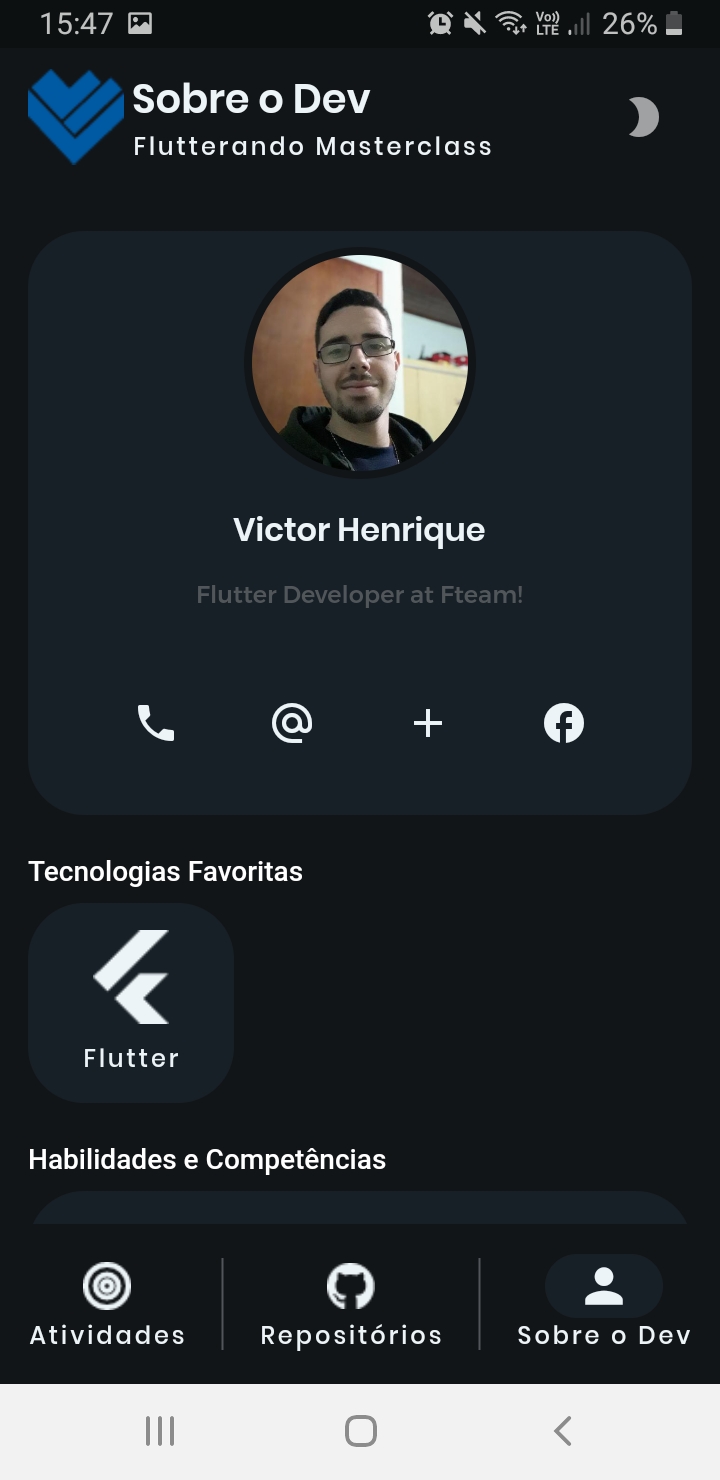 15:47
Vo))
LTE
26%
Sobre o Dev
Flutterando Masterclass
Victor Henrique
Flutter Developer at Fteam!
Tecnologias Favoritas
Flutter
Habilidades e Competências
Atividades
Repositórios
Sobre o Dev